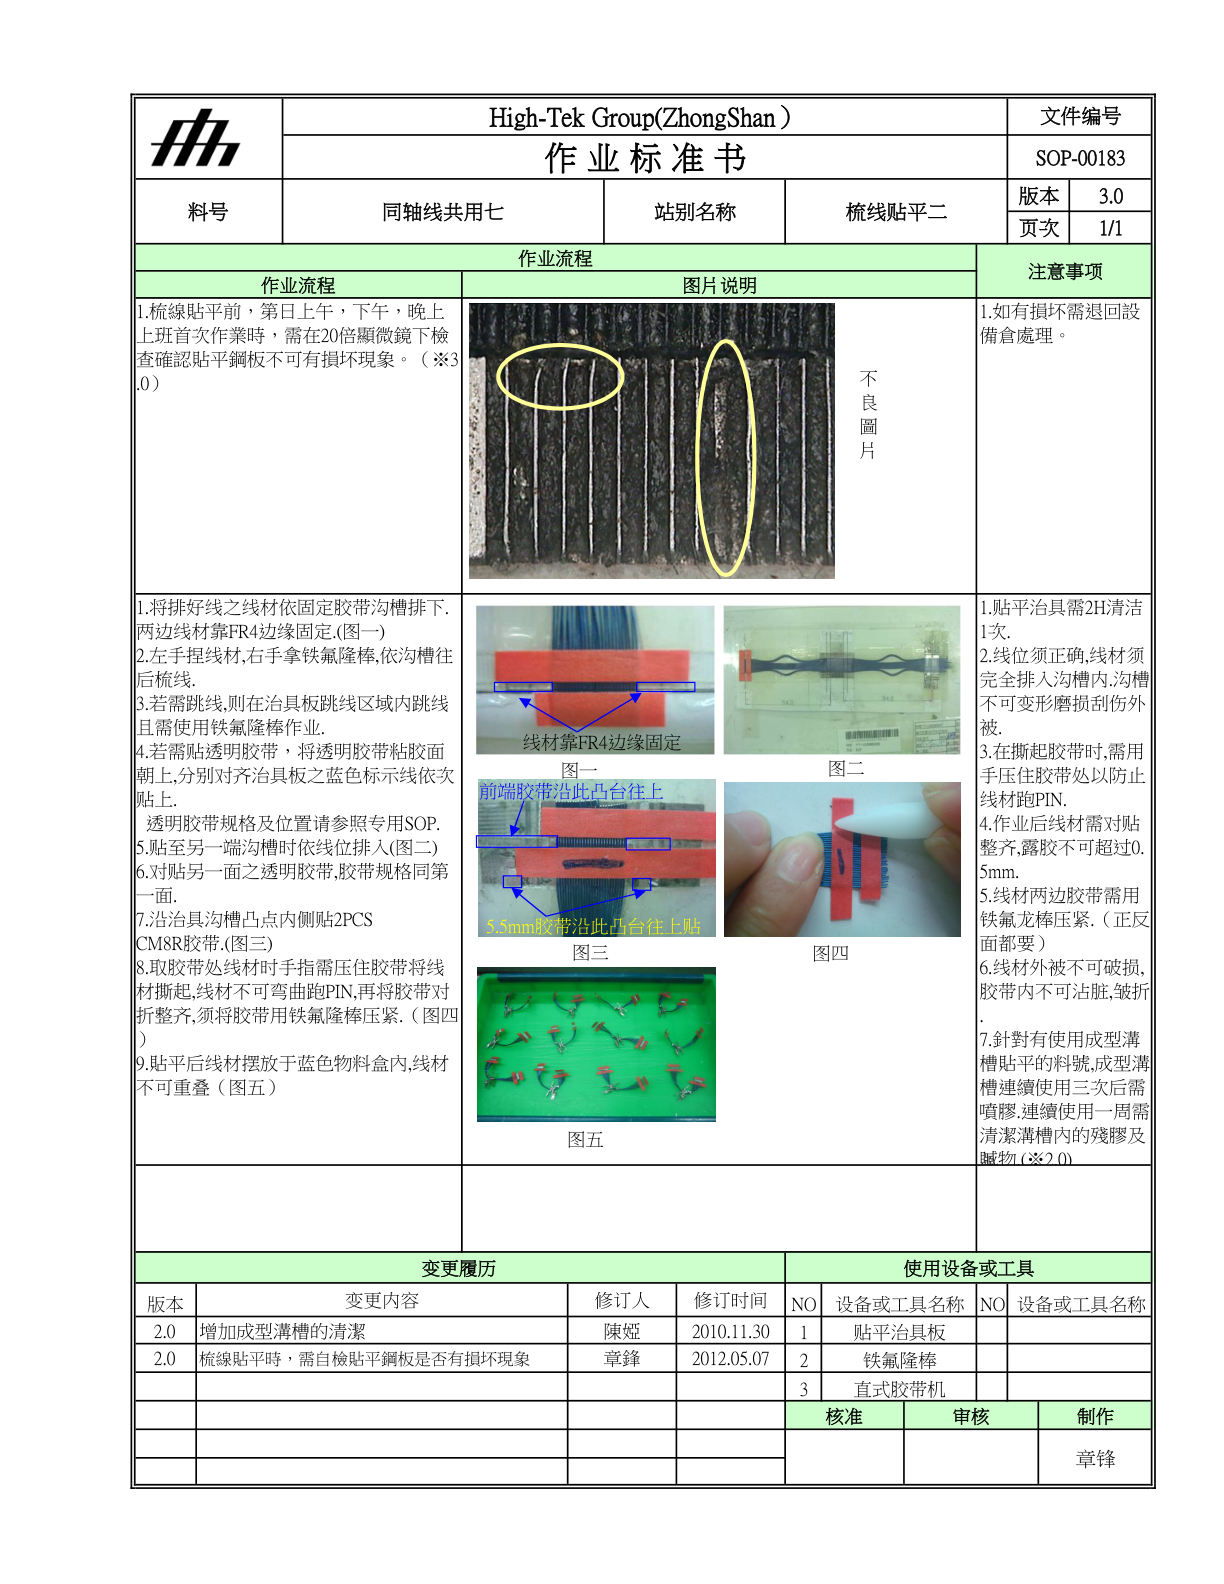 High-Tek Group(ZhongShan）
文件编号
作 业 标 准 书
SOP-00183
料号
同轴线共用七
站别名称
梳线贴平二
版本
3.0
页次
1/1
作业流程
注意事项
作业流程
图片说明
1.梳線貼平前，第日上午，下午，晚上
上班首次作業時，需在20倍顯微鏡下檢
查確認貼平鋼板不可有損坏現象。（※3
.0）
不
良
圖
片
1.如有損坏需退回設
備倉處理。
1.将排好线之线材依固定胶带沟槽排下.
两边线材靠FR4边缘固定.(图一)
2.左手捏线材,右手拿铁氟隆棒,依沟槽往
后梳线.
3.若需跳线,则在治具板跳线区域内跳线
且需使用铁氟隆棒作业.
4.若需贴透明胶带，将透明胶带粘胶面
朝上,分别对齐治具板之蓝色标示线依次
贴上.
透明胶带规格及位置请参照专用SOP.
5.贴至另一端沟槽时依线位排入(图二)
6.对贴另一面之透明胶带,胶带规格同第
一面.
7.沿治具沟槽凸点内侧贴2PCS
CM8R胶带.(图三)
8.取胶带处线材时手指需压住胶带将线
材撕起,线材不可弯曲跑PIN,再将胶带对
折整齐,须将胶带用铁氟隆棒压紧.（图四
）
9.貼平后线材摆放于蓝色物料盒內,线材
不可重叠（图五）
线材靠FR4边缘固定
图一
图二
前端胶带沿此凸台往上
5.5mm胶带沿此凸台往上贴
图三
图四
图五
1.贴平治具需2H清洁
1次.
2.线位须正确,线材须
完全排入沟槽内.沟槽
不可变形磨损刮伤外
被.
3.在撕起胶带时,需用
手压住胶带处以防止
线材跑PIN.
4.作业后线材需对贴
整齐,露胶不可超过0.
5mm.
5.线材两边胶带需用
铁氟龙棒压紧.（正反
面都要）
6.线材外被不可破损,
胶带内不可沾脏,皱折
.
7.針對有使用成型溝
槽貼平的料號,成型溝
槽連續使用三次后需
噴膠.連續使用一周需
清潔溝槽內的殘膠及
贓物.(※2.0)
变更履历
使用设备或工具
版本
变更内容
修订人
修订时间
NO
设备或工具名称
NO
设备或工具名称
2.0
增加成型溝槽的清潔
陳婭
2010.11.30
1
贴平治具板
2.0
梳線貼平時，需自檢貼平鋼板是否有損坏現象
章鋒
2012.05.07
2
铁氟隆棒
3
直式胶带机
核准
审核
制作
章锋